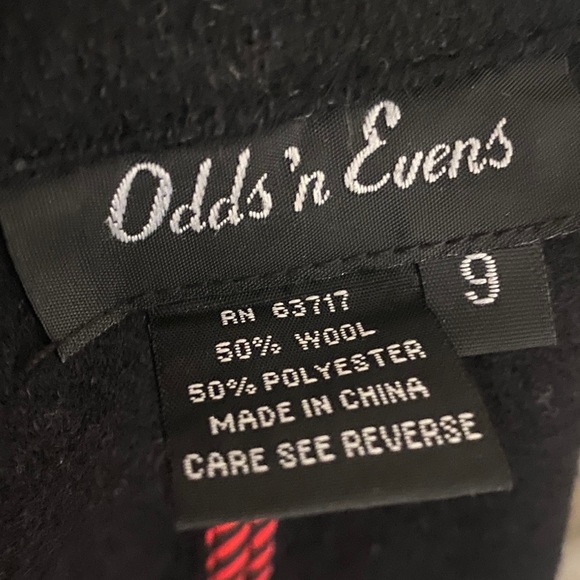 Odds 'n Evens
9
RN 63717
50% WOOL
50% POLYESTER
MADE IN CHINA
CARE SEE REVERSE